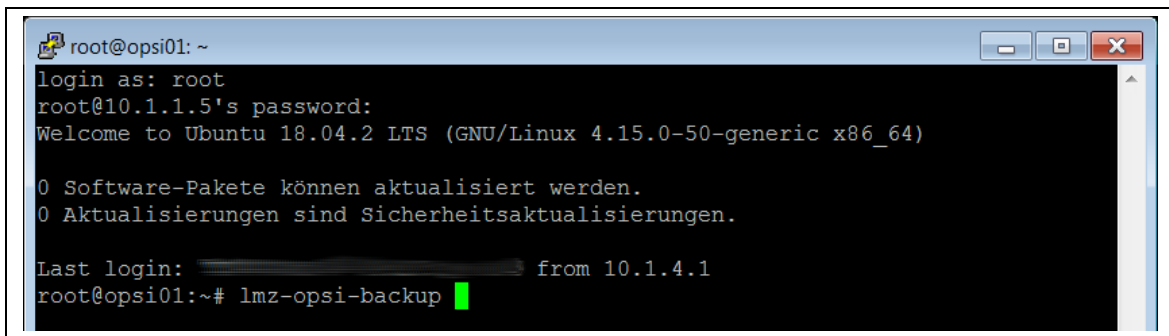 root@opsi01: ~
login as: root
root@10.1.1.5's password:
Welcome to Ubuntu 18.04.2 LTS (GNU/Linux 4.15.0-50-generic x86_64)
0 Software-Pakete können aktualisiert werden.
0 Aktualisierungen sind Sicherheitsaktualisierungen.
Last login: from 10.1.4.1
root@opsi01:~# lmz-opsi-backup